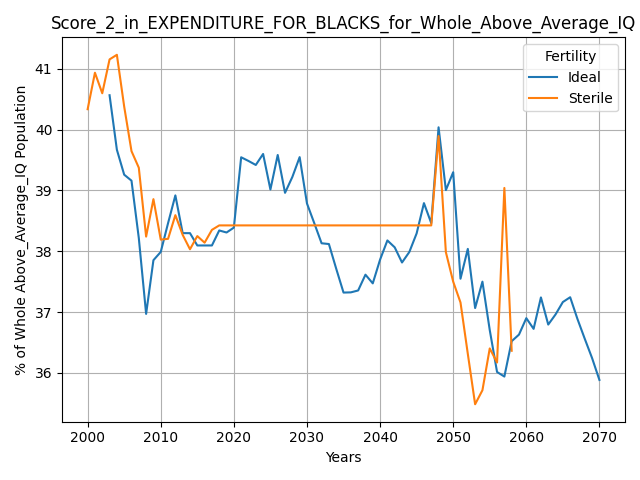 Score_2_in_EXPENDITURE_FOR_BLACKS_for_Whole_Above_Average_IQ
% of Whole Above_Average_IQ Population
41
40
39
38
37
36
Fertility
Ideal
Sterile
2000 2010 2020 2030 2040 2050 2060 2070
Years